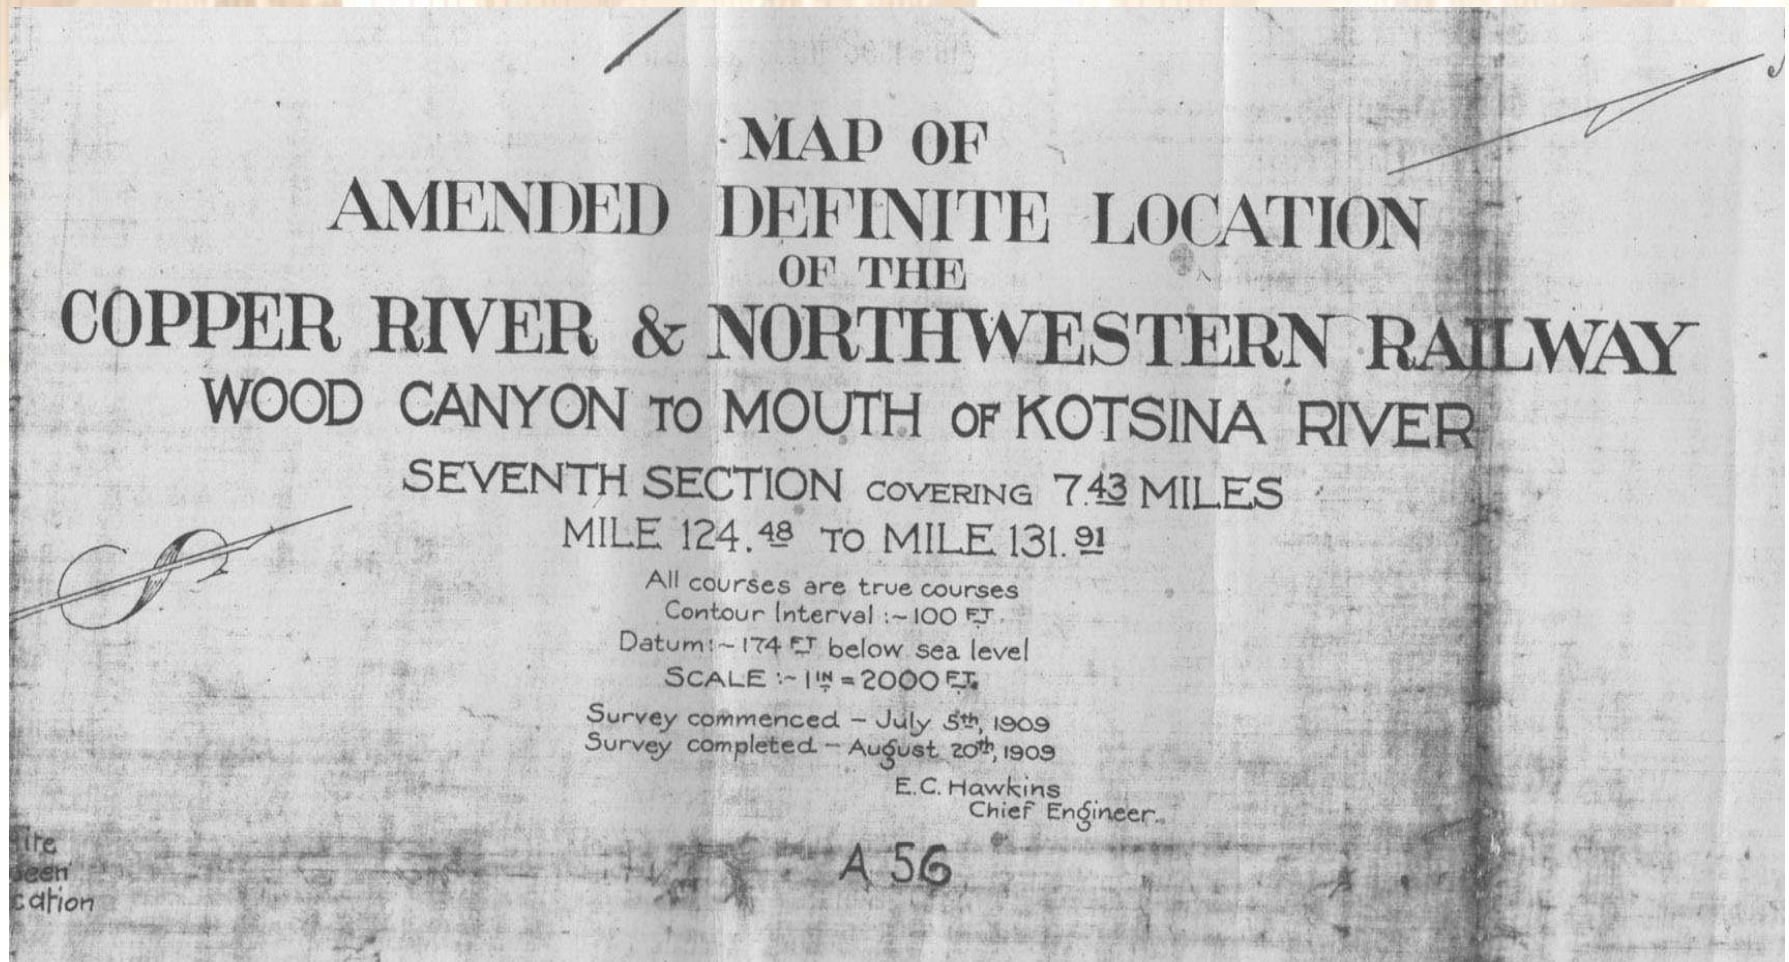 MAP OF
AMENDED DEFINITE LOCATION
OF THE
COPPER RIVER & NORTHWESTERN RAILWAY
WOOD CANYON TO MOUTH OF KOTSINA RIVER
SEVENTH SECTION COVERING 7.43 MILES
MILE 124.48 TO MILE 131.91
All courses are true courses
Contour Interval :~ 100 FT.
Datum:~ 174 FT below sea level
SCALE :~ 1 IN = 2000 FT.
Survey commenced – July 5th, 1909
Survey completed – August 20th, 1909
E.C. Hawkins
Chief Engineer.
A 56